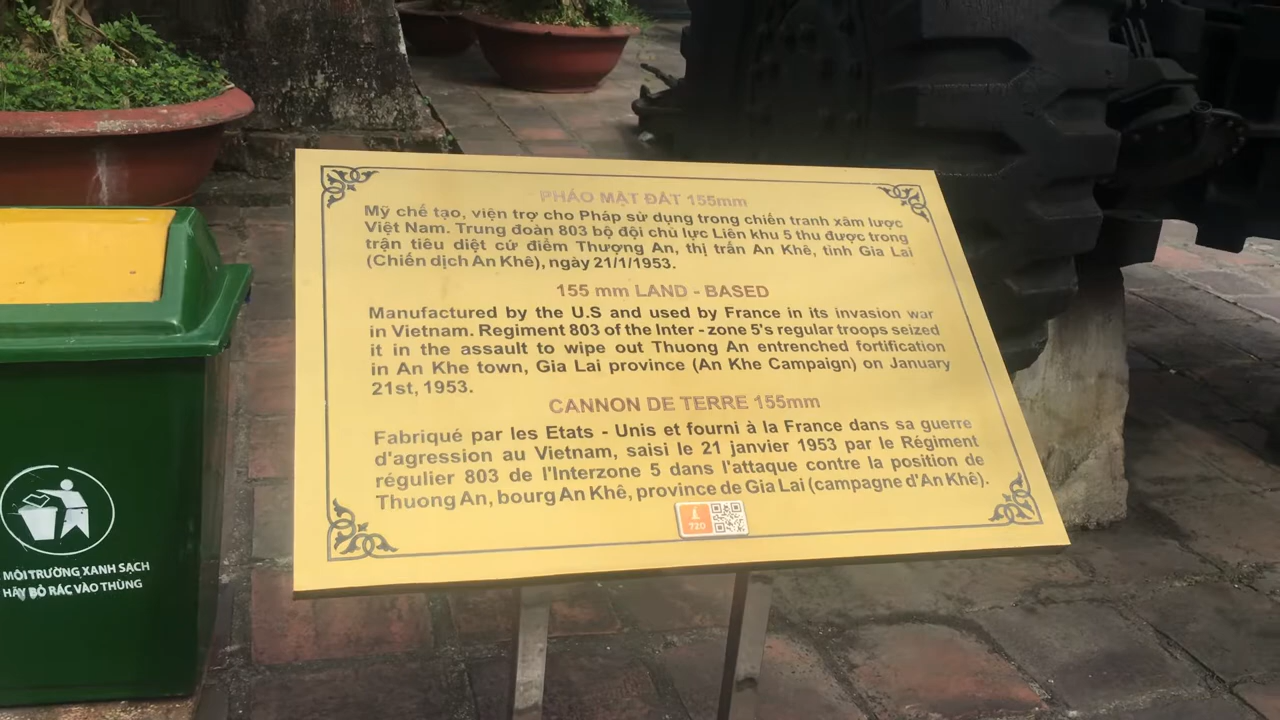 PHÁO MẶT ĐẤT 155mm
Mỹ chế tạo, viện trợ cho Pháp sử dụng trong chiến tranh xâm lược
Việt Nam. Trung đoàn 803 bộ đội chủ lực Liên khu 5 thu được trong
trận tiêu diệt cứ điểm Thượng An, thị trấn An Khê, tỉnh Gia Lai
(Chiến dịch An Khê), ngày 21/1/1953.
155 mm LAND - BASED
Manufactured by the U.S and used by France in its invasion war
in Vietnam. Regiment 803 of the Inter - zone 5's regular troops seized
it in the assault to wipe out Thuong An entrenched fortification
in An Khe town, Gia Lai province (An Khe Campaign) on January
21st, 1953.
CANNON DE TERRE 155mm
Fabriqué par les Etats - Unis et fourni à la France dans sa guerre
d'agression au Vietnam, saisi le 21 janvier 1953 par le Régiment
régulier 803 de l'Interzone 5 dans l'attaque contre la position de
Thuong An, bourg An Khê, province de Gia Lai (campagne d'An Khê).
720
MÔI TRƯỜNG XANH SẠCH
HÃY BỎ RÁC VÀO THÙNG